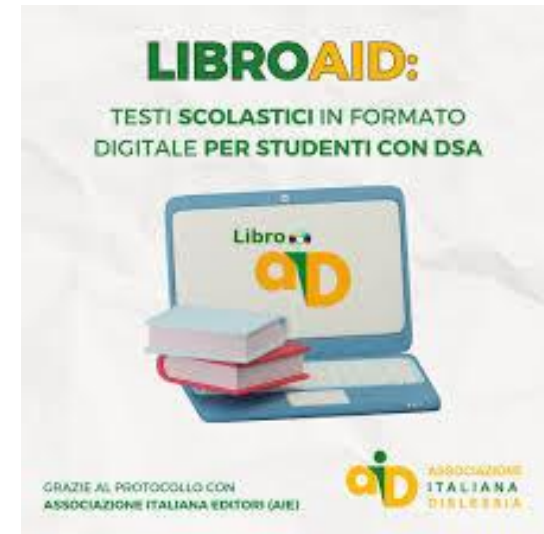 LIBROAID:
TESTI SCOLASTICI IN FORMATO
DIGITALE PER STUDENTI CON DSA
Libro
aiD
GRAZIE AL PROTOCOLLO CON
ASSOCIAZIONE ITALIANA EDITORI (AIE)
aiD
ASSOCIAZIONE
ITALIANA
DISLESSIA